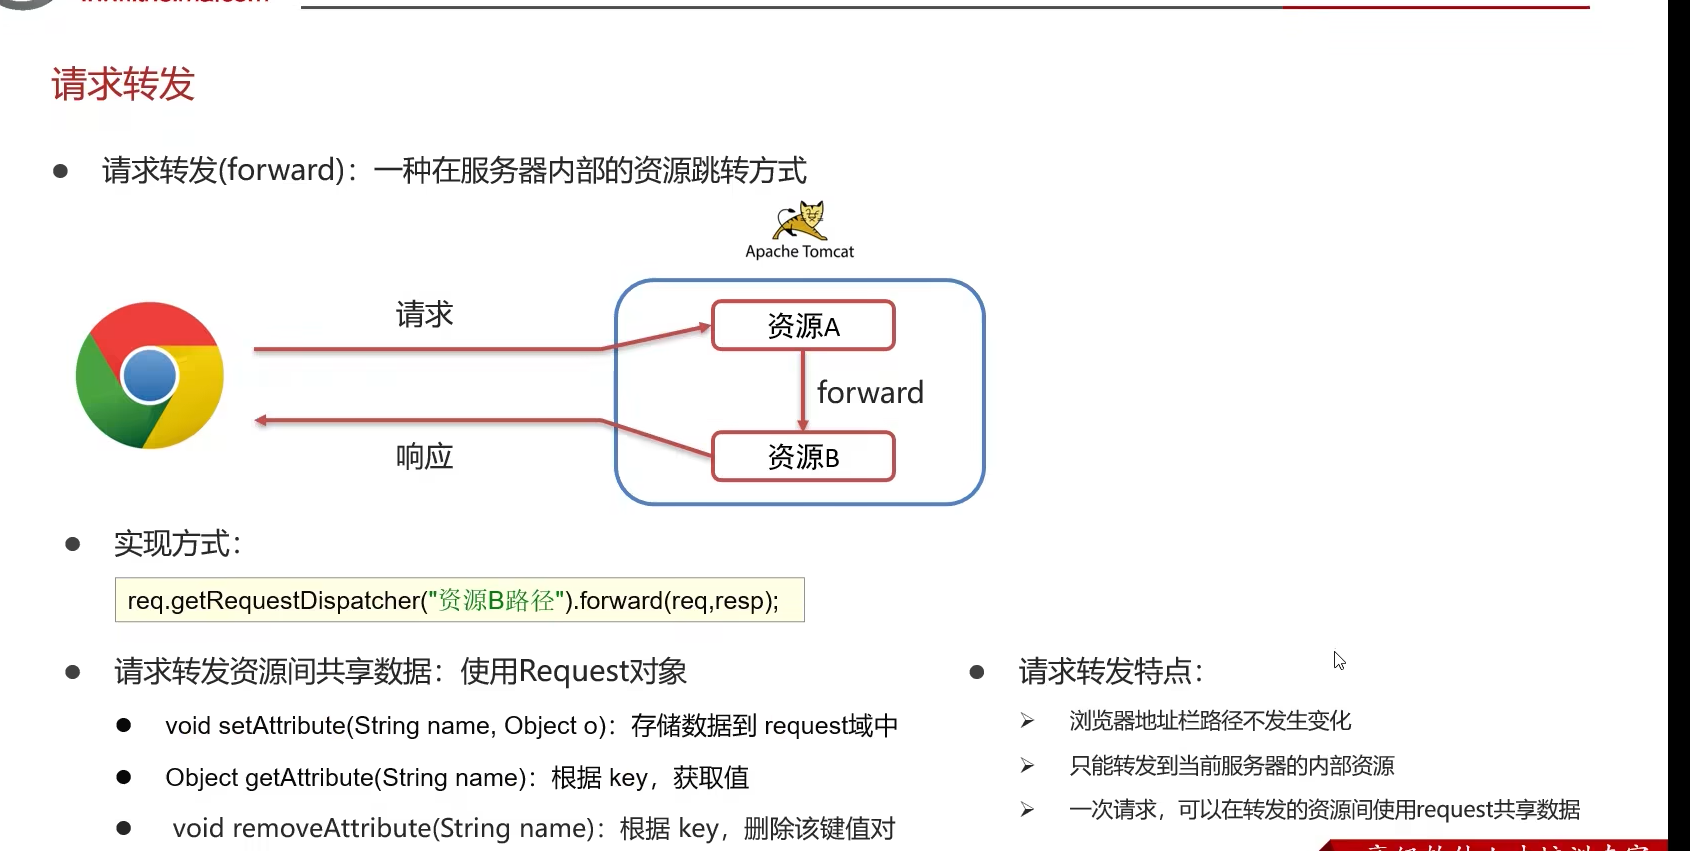 请求转发
请求转发(forward)：一种在服务器内部的资源跳转方式
Apache Tomcat
请求
资源A
forward
响应
资源B
实现方式：
req.getRequestDispatcher("资源B路径").forward(req,resp);
请求转发资源间共享数据：使用Request对象
void setAttribute(String name, Object o)：存储数据到 request域中
Object getAttribute(String name)：根据 key，获取值
void removeAttribute(String name)：根据 key，删除该键值对
请求转发特点：
浏览器地址栏路径不发生变化
只能转发到当前服务器的内部资源
一次请求，可以在转发的资源间使用request共享数据